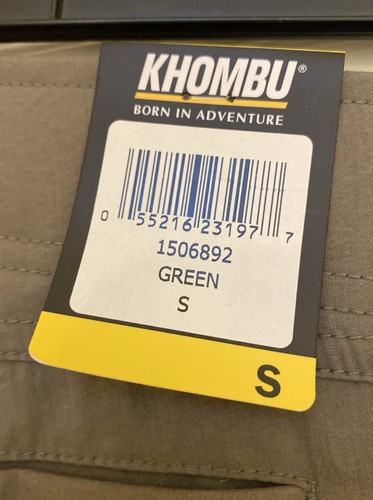 KHOMBU®
BORN IN ADVENTURE
0 55216 23197 7
1506892
GREEN
S
S